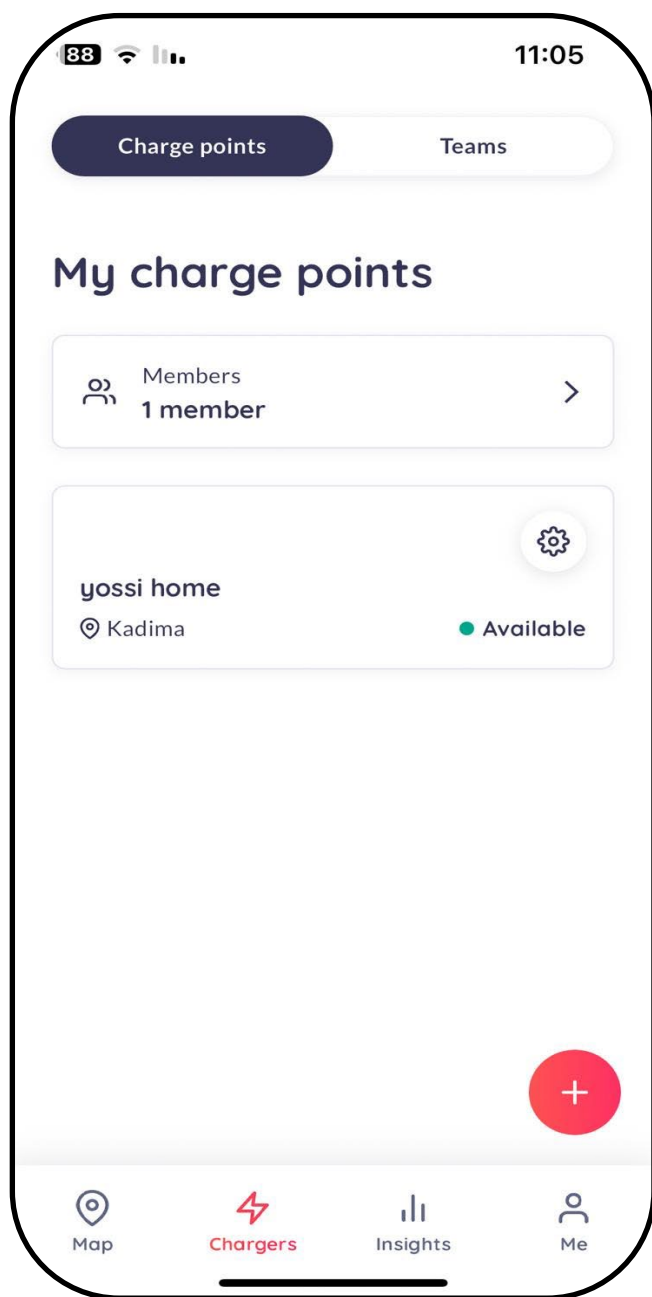 88 11:05
Charge points Teams
My charge points
Members
1 member
yossi home
Kadima Available
Map Chargers Insights Me